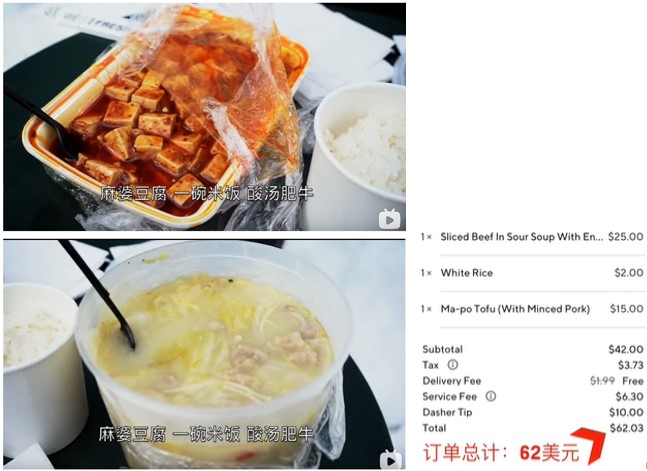 麻婆豆腐 一碗米饭 酸汤肥牛
麻婆豆腐 一碗米饭 酸汤肥牛
1× Sliced Beef In Sour Soup With En... $25.00
1× White Rice $2.00
1× Ma-po Tofu (With Minced Pork) $15.00
Subtotal $42.00
Tax $3.73
Delivery Fee $1.99 Free
Service Fee $6.30
Dasher Tip $10.00
Total $62.03
订单总计：62美元